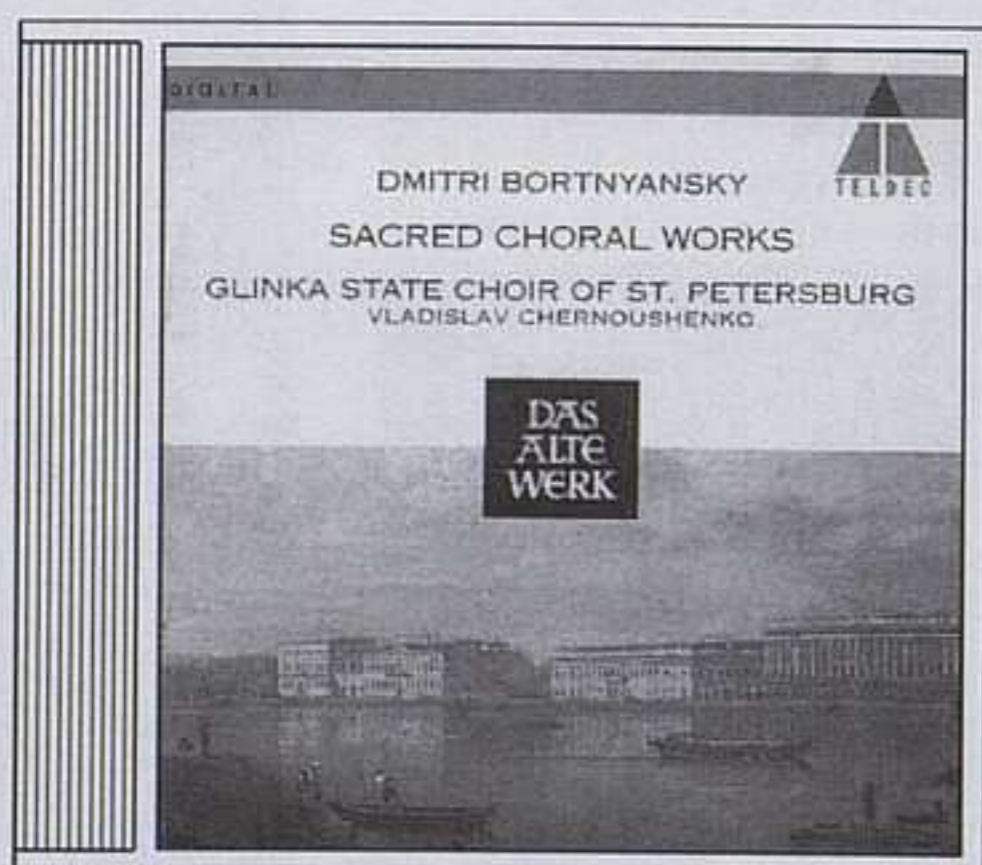 DIGITAL
TELDEC
DMITRI BORTNYANSKY
SACRED CHORAL WORKS
GLINKA STATE CHOIR OF ST. PETERSBURG
VLADISLAV CHERNOUSHENKO
DAS
ALTE
WERK